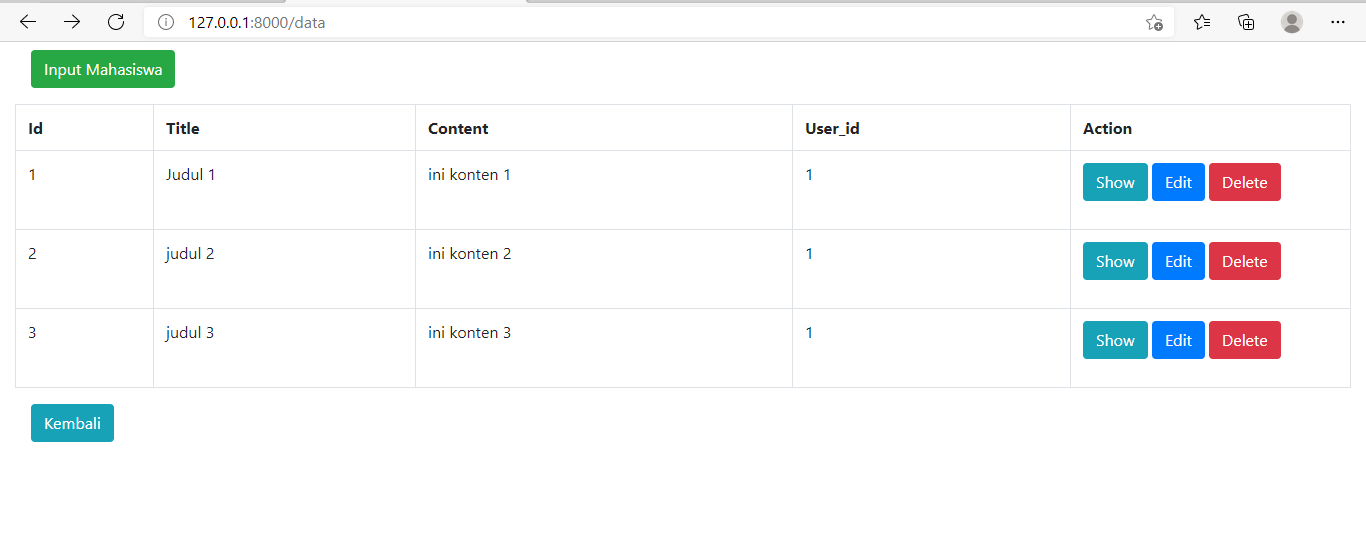 127.0.0.1:8000/data
Input Mahasiswa
Id Title Content User_id Action
1 Judul 1 ini konten 1 1 Show Edit Delete
2 judul 2 ini konten 2 1 Show Edit Delete
3 judul 3 ini konten 3 1 Show Edit Delete
Kembali